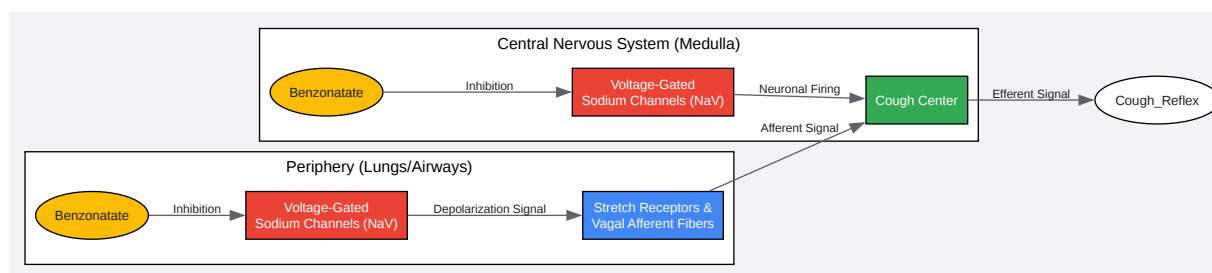 Central Nervous System (Medulla)
Benzonatate
Inhibition
Voltage-Gated
Sodium Channels (NaV)
Neuronal Firing
Cough Center
Efferent Signal
Cough_Reflex
Afferent Signal
Periphery (Lungs/Airways)
Benzonatate
Inhibition
Voltage-Gated
Sodium Channels (NaV)
Depolarization Signal
Stretch Receptors &
Vagal Afferent Fibers